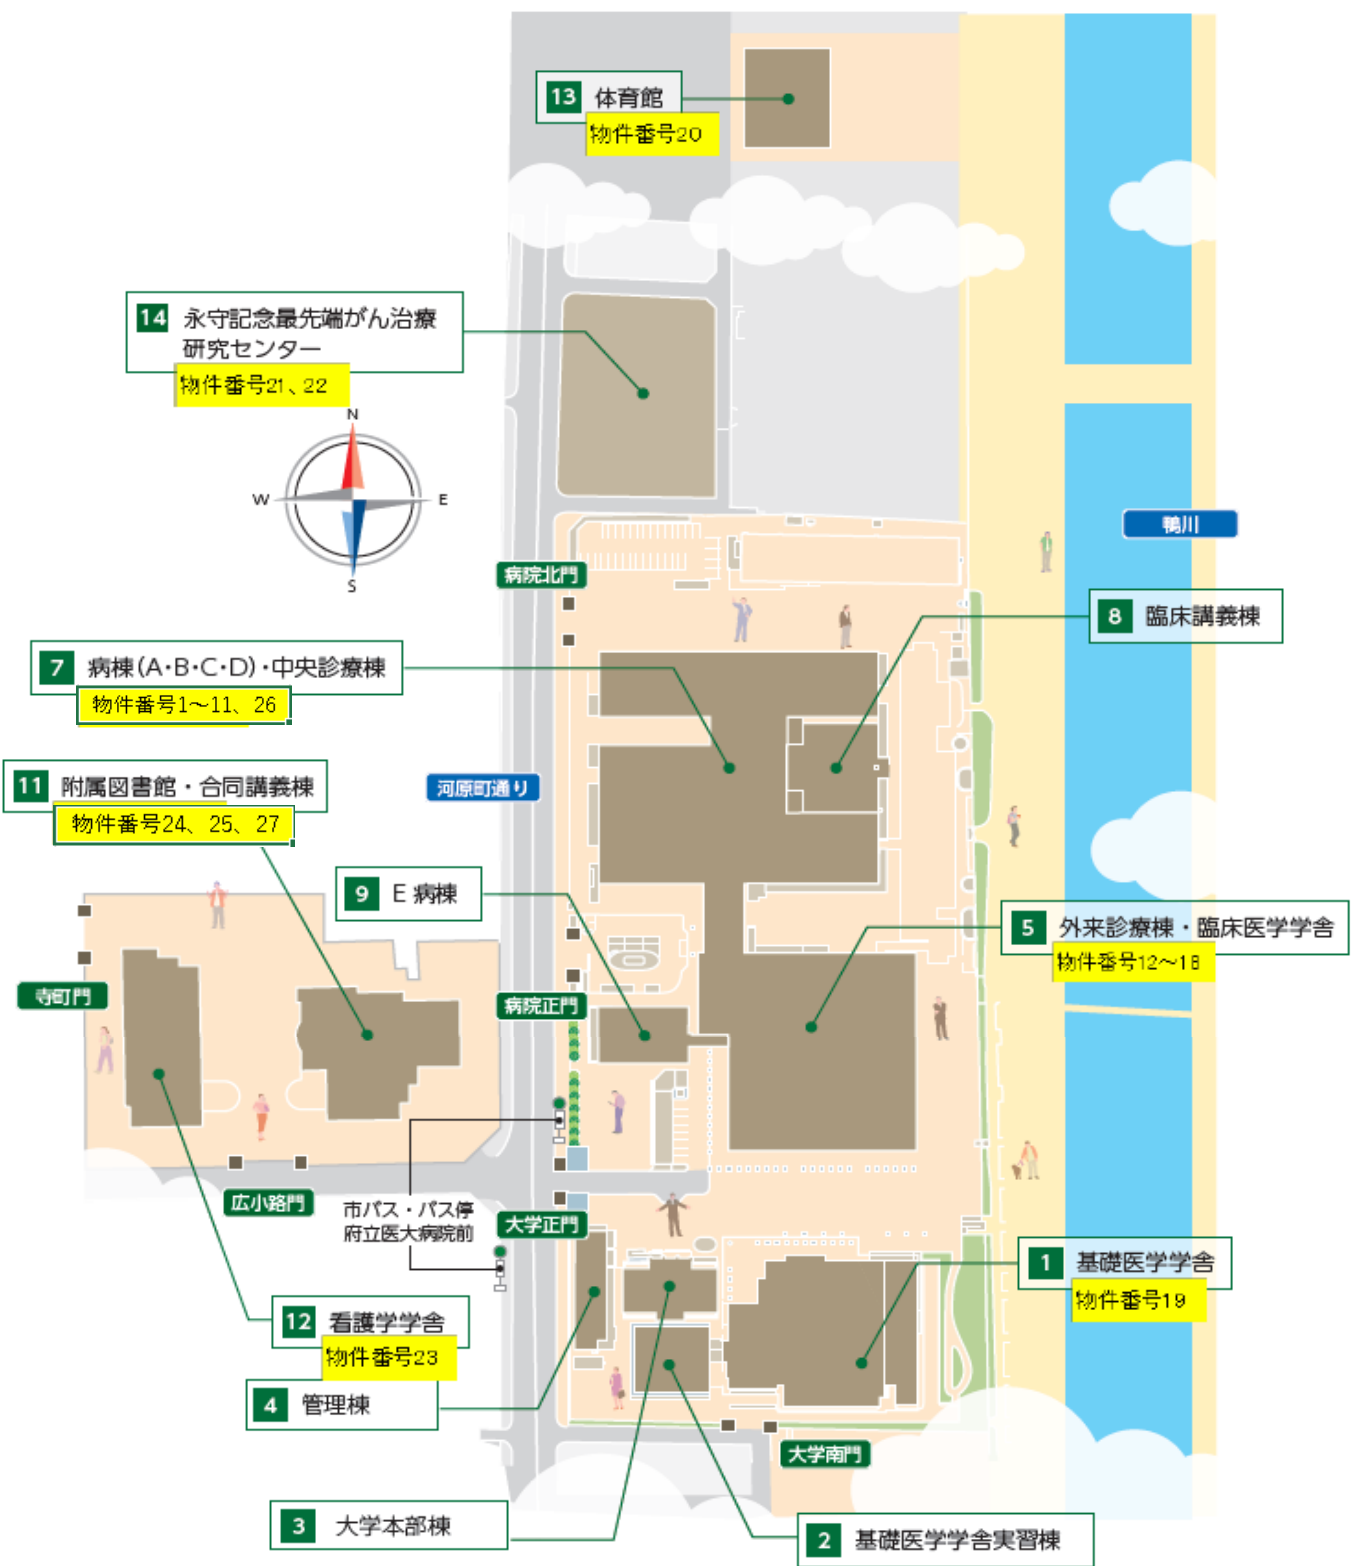 13 体育館
物件番号20
14 永守記念最先端がん治療
研究センター
物件番号21、22
N
W
E
S
鴨川
病院北門
8 臨床講義棟
7 病棟(A・B・C・D)・中央診療棟
物件番号1～11、26
11 附属図書館・合同講義棟
物件番号24、25、27
河原町通り
9 E 病棟
5 外来診療棟・臨床医学学舎
物件番号12～18
寺町門
病院正門
広小路門
市バス・バス停
府立医大病院前
大学正門
1 基礎医学学舎
物件番号19
12 看護学学舎
物件番号23
4 管理棟
大学南門
3 大学本部棟
2 基礎医学学舎実習棟